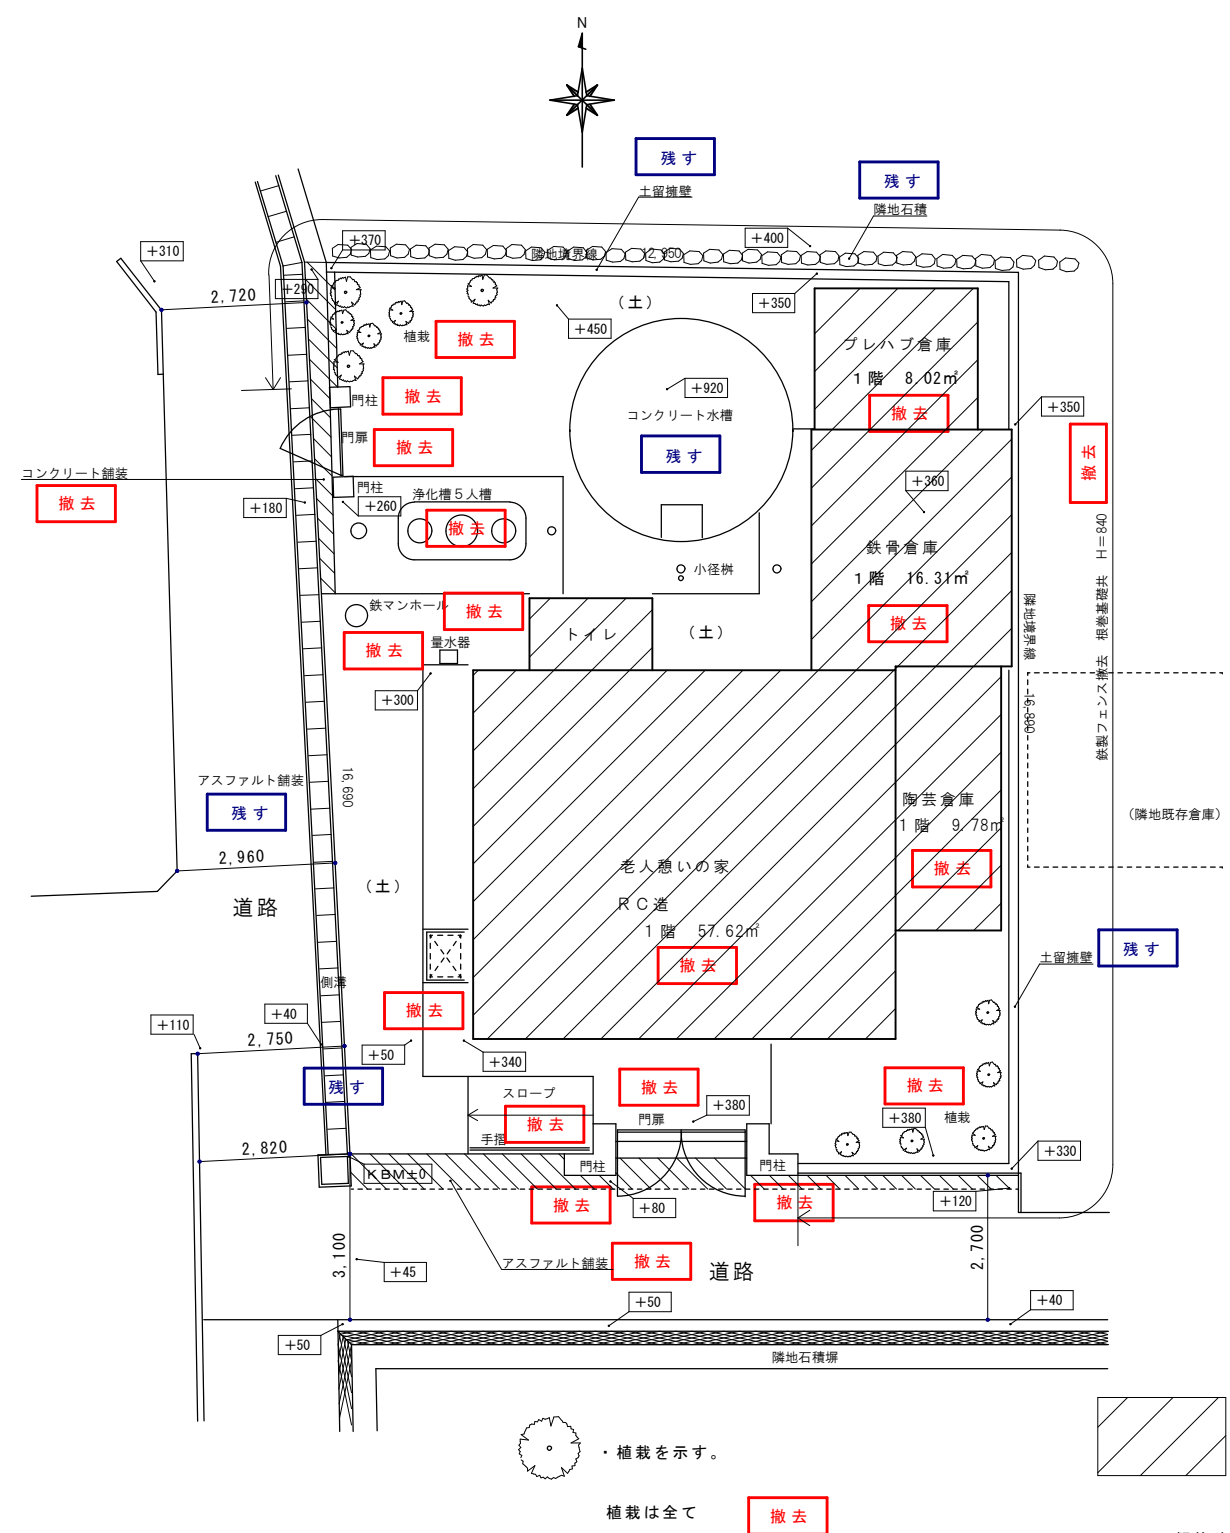 N
残す
土留擁壁
残す
隣地石積
+310
+370
隣地境界線
12,950
+400
+290
2,720
+350
(土)
+450
植栽
撤去
プレハブ倉庫
1階 8.02㎡
撤去
+920
コンクリート水槽
残す
門柱
撤去
門扉
撤去
+350
撤去
コンクリート舗装
撤去
門柱
浄化槽5人槽
撤去
+180
+260
+360
鉄骨倉庫
1階 16.31㎡
撤去
小径桝
鉄製フェンス撤去 根巻基礎共 H=840
隣地境界線
16,800
鉄マンホール
撤去
撤去
量水器
トイレ
(土)
+300
アスファルト舗装
残す
16,690
陶芸倉庫
1階 9.78㎡
撤去
(隣地既存倉庫)
2,960
道路
(土)
老人憩いの家
RC造
1階 57.62㎡
撤去
土留擁壁
残す
側溝
撤去
+110
+40
2,750
+50
+340
残す
スロープ
撤去
手摺
撤去
門扉
+380
撤去
+380
植栽
2,820
KBM±0
門柱
門柱
+330
撤去
+80
撤去
+120
3,100
+45
アスファルト舗装
撤去
道路
2,700
+50
+50
+40
隣地石積塀
・植栽を示す。
植栽は全て
撤去